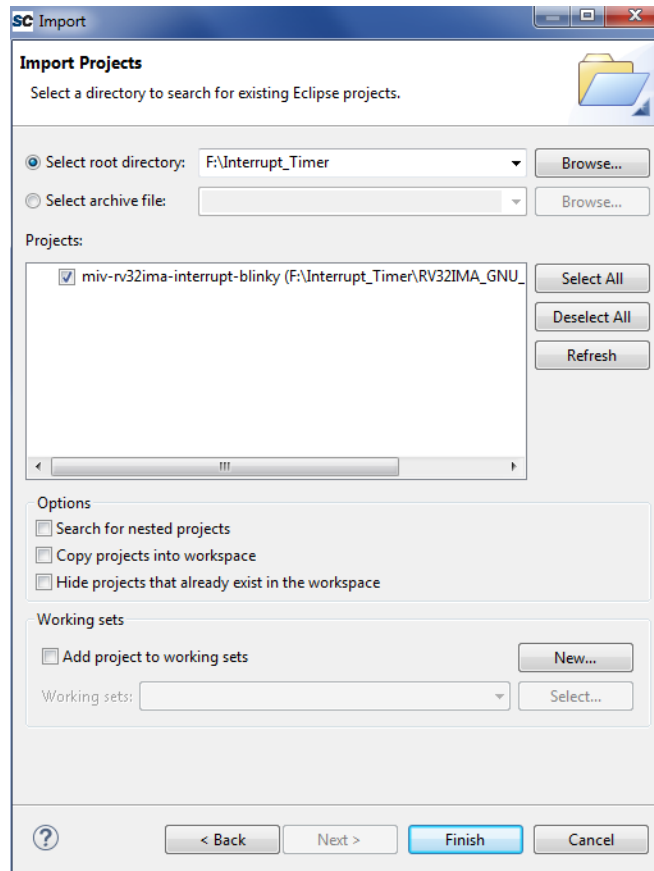 SC Import
Import Projects
Select a directory to search for existing Eclipse projects.
Select root directory: F:\Interrupt_Timer Browse...
Select archive file: Browse...
Projects:
miv-rv32ima-interrupt-blinky (F:\Interrupt_Timer\RV32IMA_GNU_ Select All
Deselect All
Refresh
Options
Search for nested projects
Copy projects into workspace
Hide projects that already exist in the workspace
Working sets
Add project to working sets New...
Working sets: Select...
? < Back Next > Finish Cancel